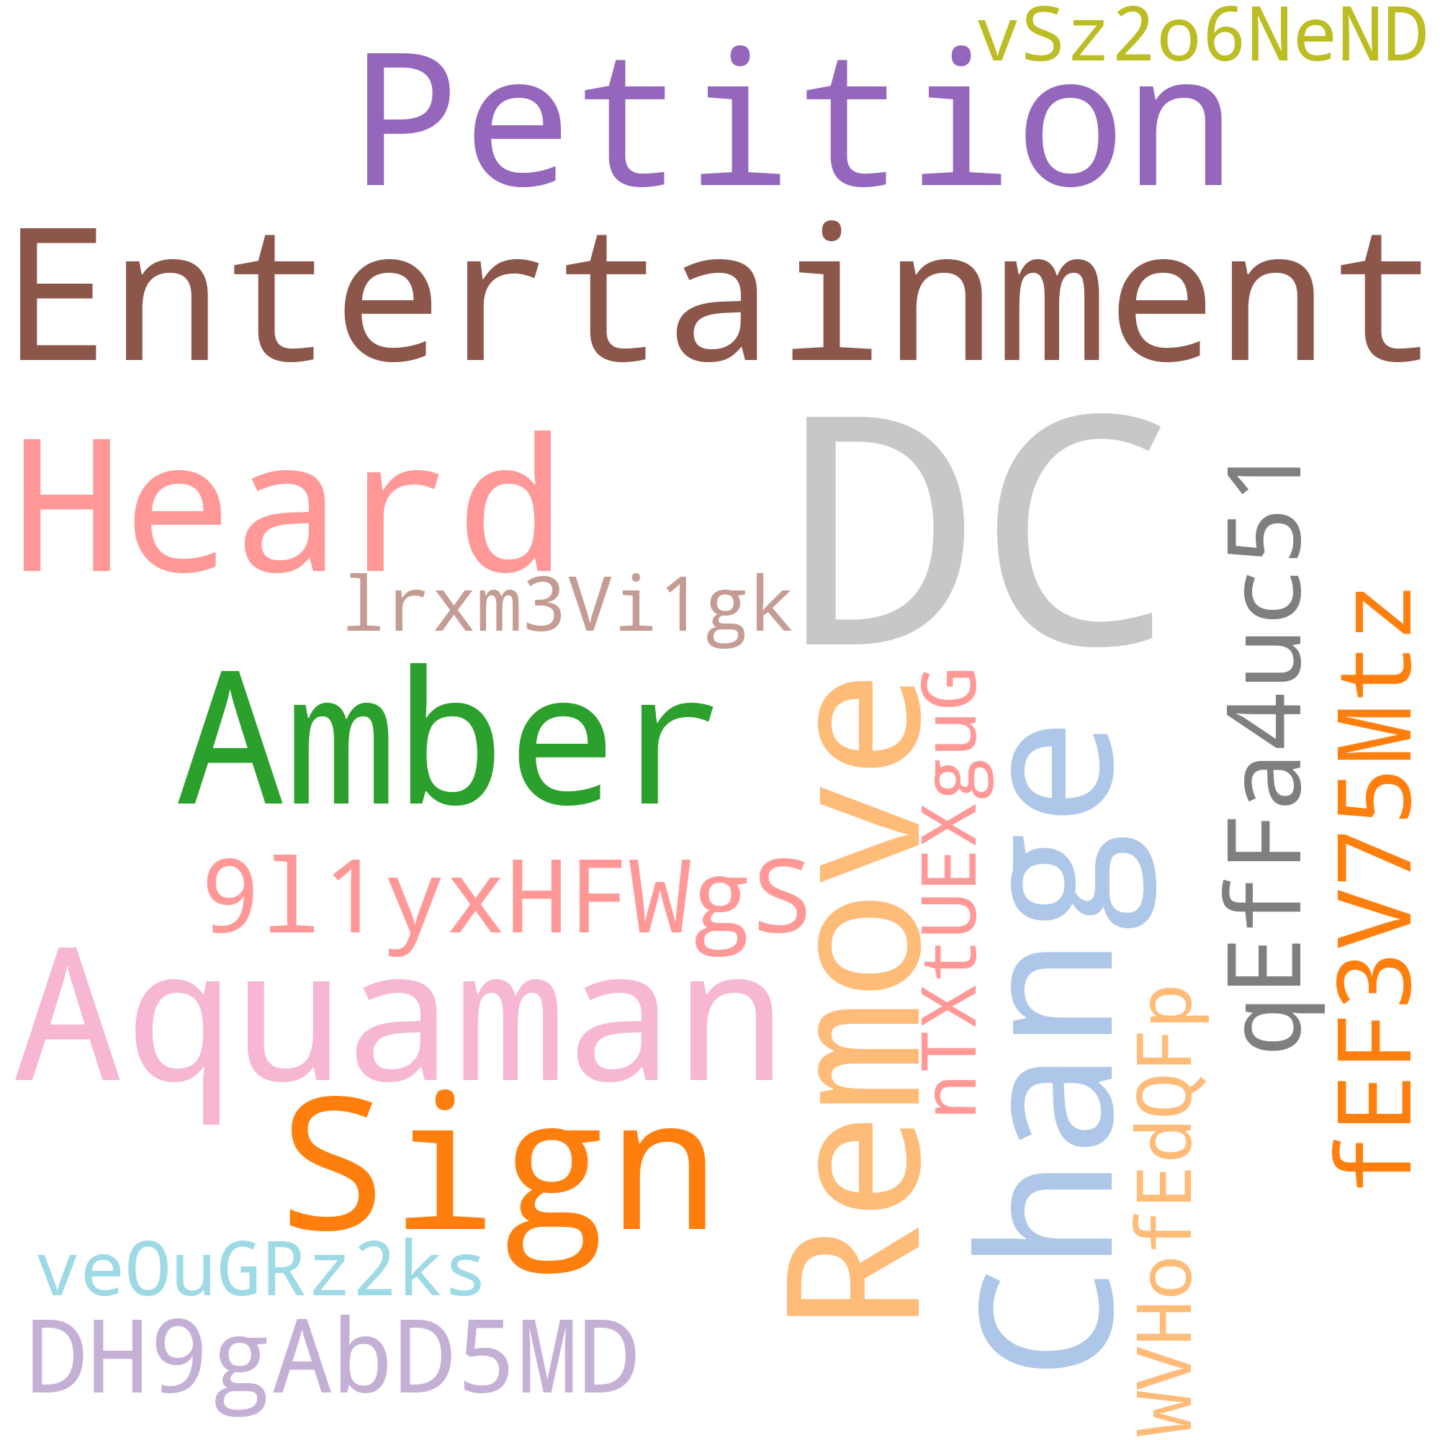 vSz2o6NeND
Petition
Entertainment
Heard
DC
lrxm3Vi1gk
qEfFa4uc51
fEF3V75Mtz
Amber
Remove
nTXtUEXguG
Change
9l1yxHFWgS
Aquaman
WVHofEdQFp
Sign
veOuGRz2ks
DH9gAbD5MD